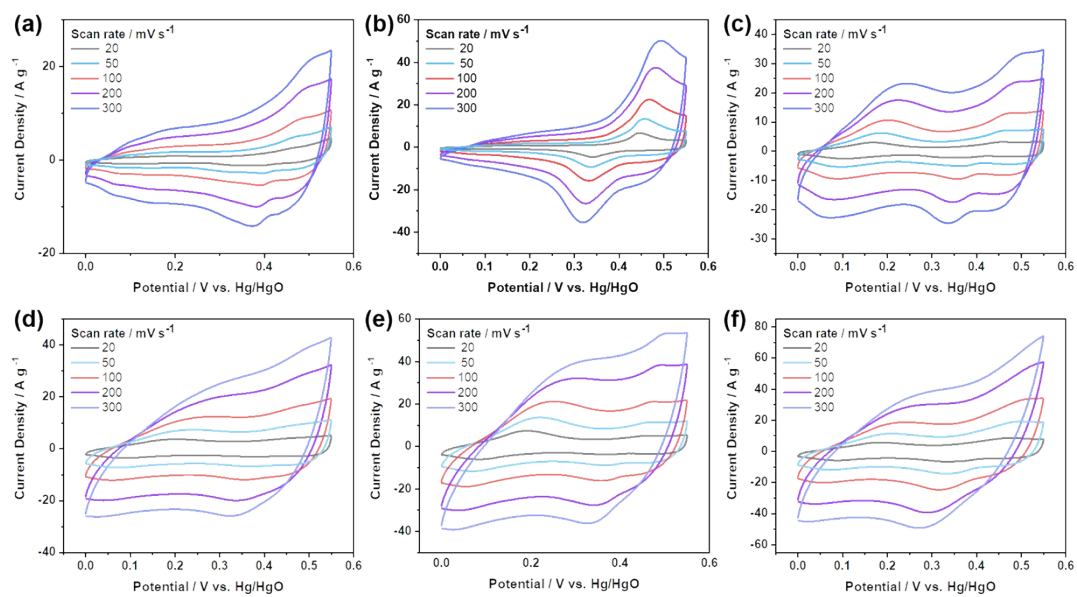 (a)
Scan rate / mV s-1
20
50
100
200
300
Current Density / A g-1
20
0
-20
0.0 0.2 0.4 0.6
Potential / V vs. Hg/HgO
(b)
Scan rate / mV s-1
20
50
100
200
300
Current Density / A g-1
60
40
20
0
-20
-40
0.0 0.1 0.2 0.3 0.4 0.5 0.6
Potential / V vs. Hg/HgO
(c)
Scan rate / mV s-1
20
50
100
200
300
Current Density / A g-1
40
30
20
10
0
-10
-20
-30
0.0 0.1 0.2 0.3 0.4 0.5 0.6
Potential / V vs. Hg/HgO
(d)
Scan rate / mV s-1
20
50
100
200
300
Current Density / A g-1
40
20
0
-20
-40
0.0 0.1 0.2 0.3 0.4 0.5 0.6
Potential / V vs. Hg/HgO
(e)
Scan rate / mV s-1
20
50
100
200
300
Current Density / A g-1
60
40
20
0
-20
-40
0.0 0.2 0.4 0.6
Potential / V vs. Hg/HgO
(f)
Scan rate / mV s-1
20
50
100
200
300
Current Density / A g-1
80
60
40
20
0
-20
-40
-60
0.0 0.1 0.2 0.3 0.4 0.5 0.6
Potential / V vs. Hg/HgO